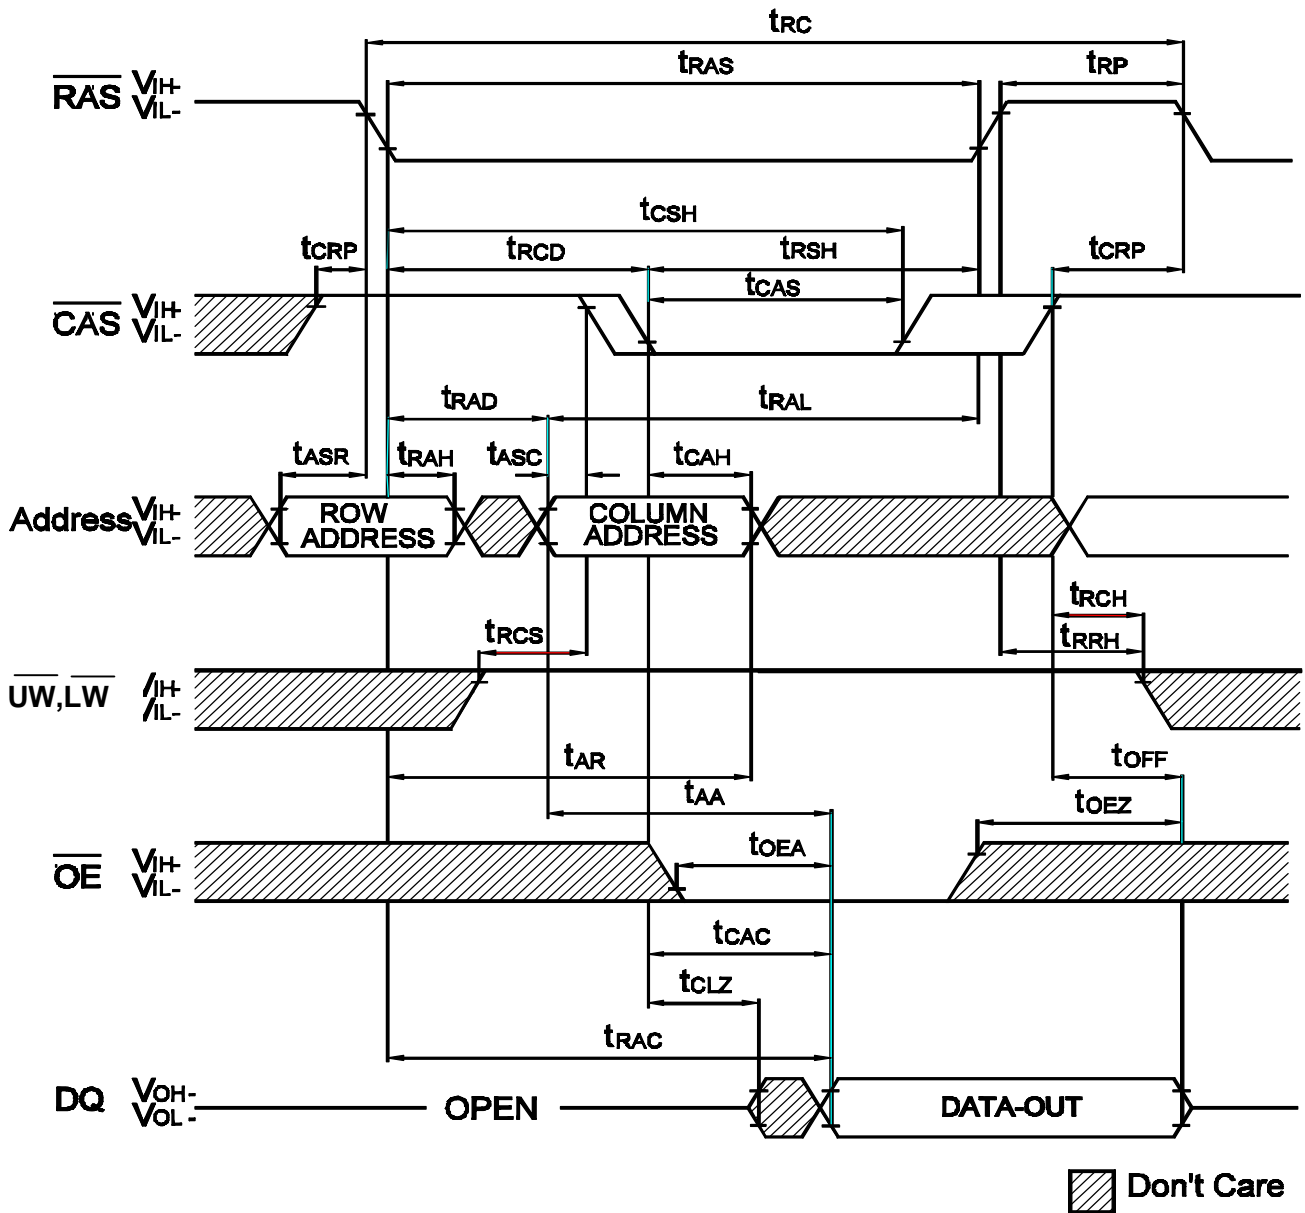 tRC
tRAS
tRP
RAS VIH-
VIL-
tCSH
tCRP
tRCD
tRSH
tCRP
tCAS
CAS VIH-
VIL-
tRAD
tRAL
tASR
tRAH
tASC
tCAH
Address VIH-
VIL-
ROW
ADDRESS
COLUMN
ADDRESS
tRCH
tRCS
tRRH
UW,LW /IH-
/IL-
tAR
tOFF
tAA
tOEZ
tOEA
OE VIH-
VIL-
tCAC
tCLZ
tRAC
DQ VOH-
VOL-
OPEN
DATA-OUT
Don't Care